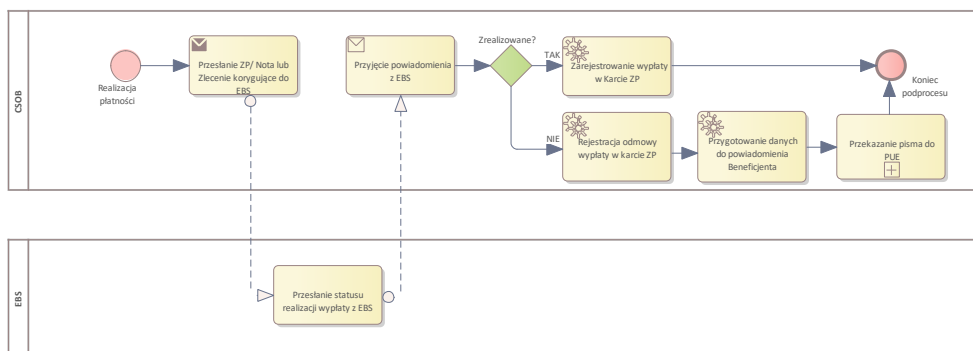 CSOB
Realizacja
płatności
Przesłanie ZP/ Nota lub
Zlecenie korygujące do
EBS
Przyjęcie powiadomienia
z EBS
Zrealizowane?
TAK
Zarejestrowanie wypłaty
w Karcie ZP
Koniec
podprocesu
NIE
Rejestracja odmowy
wypłaty w karcie ZP
Przygotowanie danych
do powiadomienia
Beneficjenta
Przekazanie pisma do
PUE
EBS
Przesłanie statusu
realizacji wypłaty z EBS